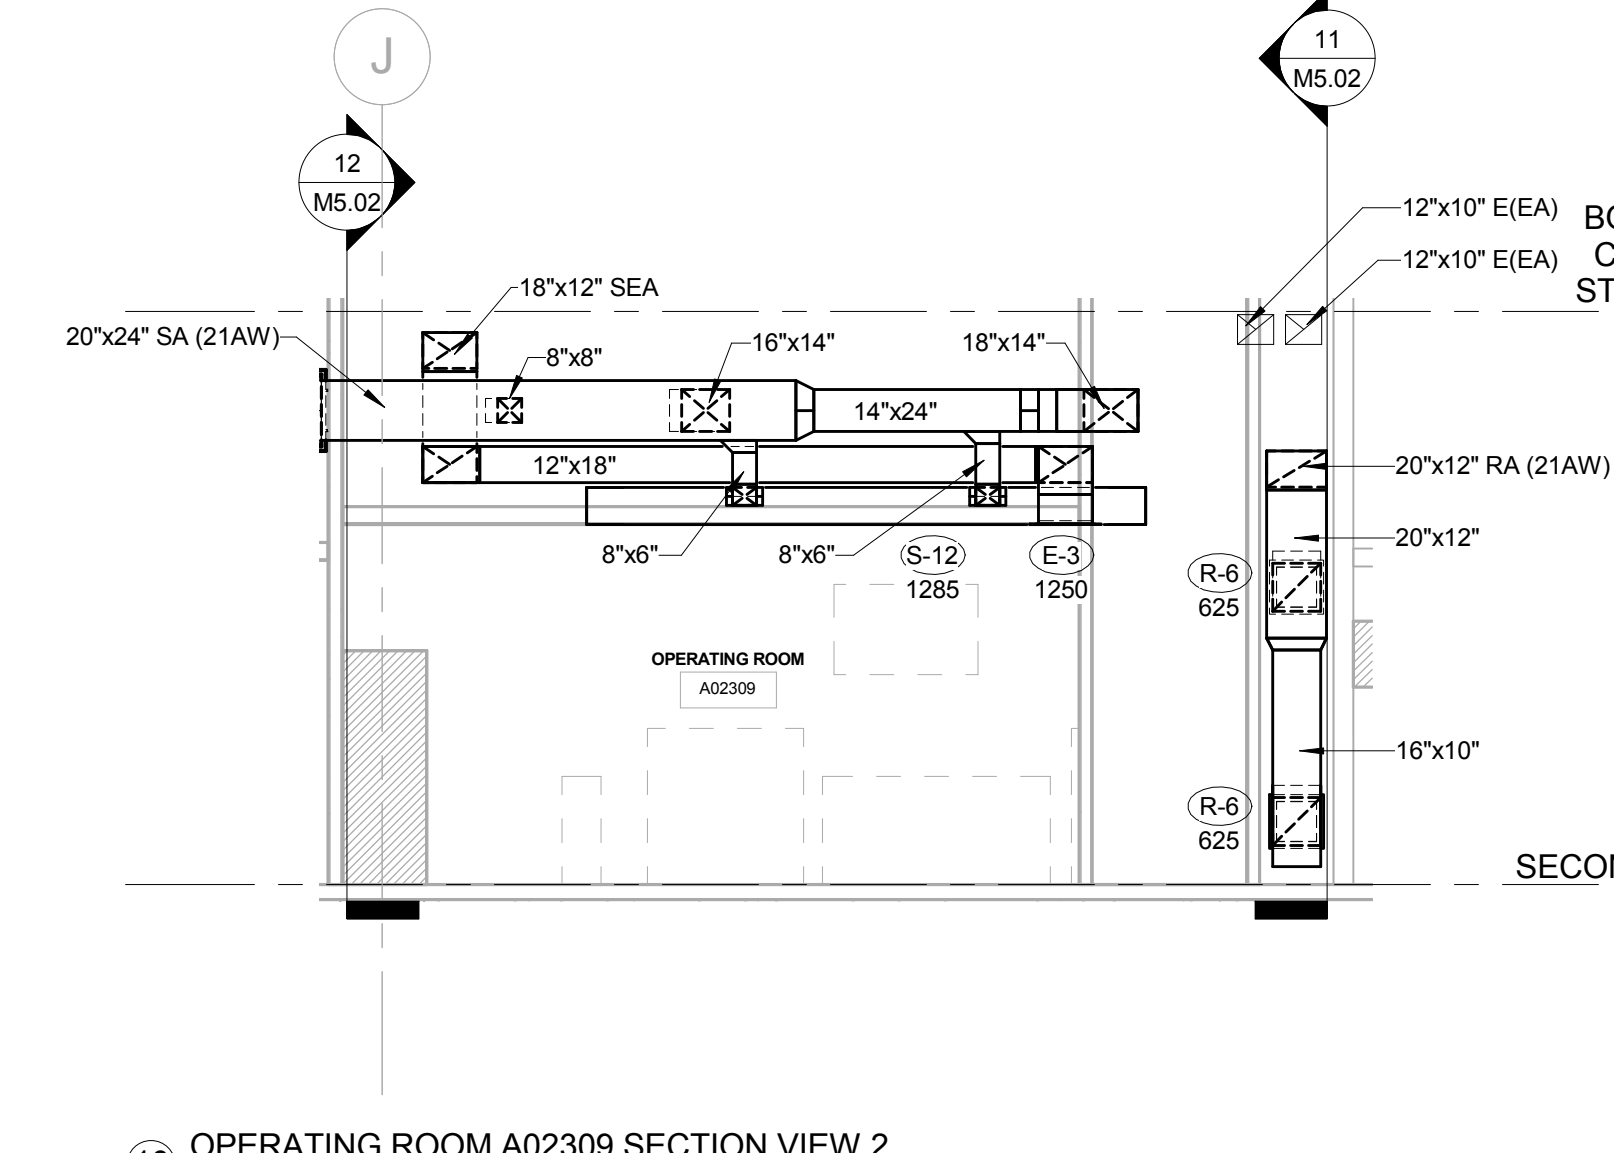 J
11
M5.02
12
M5.02
12"x10" E(EA)
12"x10" E(EA)
18"x12" SEA
20"x24" SA (21AW)
8"x8"
16"x14"
18"x14"
14"x24"
12"x18"
20"x12" RA (21AW)
20"x12"
8"x6"
8"x6"
S-12
1285
E-3
1250
R-6
625
OPERATING ROOM
A02309
16"x10"
R-6
625
OPERATING ROOM A02309 SECTION VIEW 2